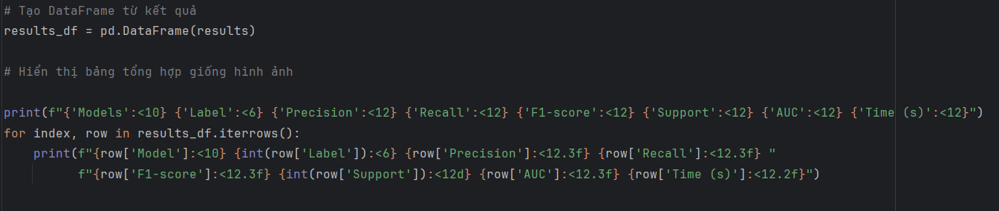 # Tạo DataFrame từ kết quả
results_df = pd.DataFrame(results)
# Hiển thị bảng tổng hợp giống hình ảnh
print(f"{'Models':<10} {'Label':<6} {'Precision':<12} {'Recall':<12} {'F1-score':<12} {'Support':<12} {'AUC':<12} {'Time (s)':<12}")
for index, row in results_df.iterrows():
    print(f"{row['Model']:<10} {int(row['Label']):<6} {row['Precision']:<12.3f} {row['Recall']:<12.3f} "
          f"{row['F1-score']:<12.3f} {int(row['Support']):<12d} {row['AUC']:<12.3f} {row['Time (s)']:<12.2f}")